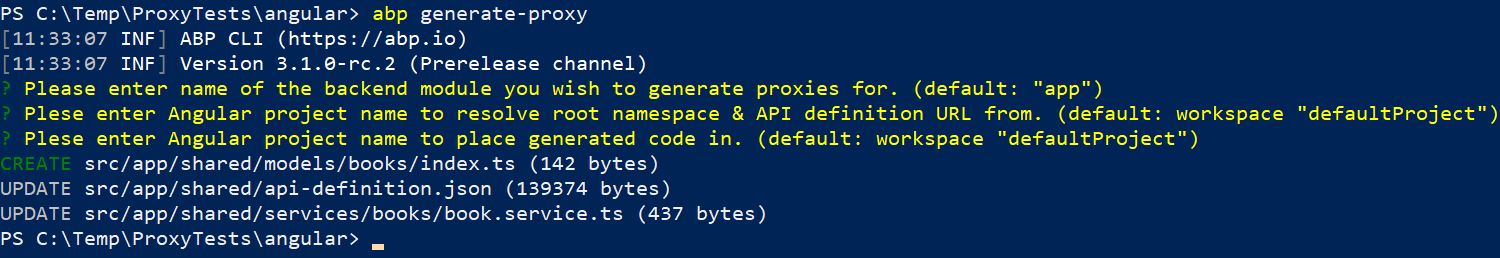 PS C:\Temp\ProxyTests\angular> abp generate-proxy
[11:33:07 INF] ABP CLI (https://abp.io)
[11:33:07 INF] Version 3.1.0-rc.2 (Prerelease channel)
? Please enter name of the backend module you wish to generate proxies for. (default: "app")
? Plese enter Angular project name to resolve root namespace & API definition URL from. (default: workspace "defaultProject")
? Plese enter Angular project name to place generated code in. (default: workspace "defaultProject")
CREATE src/app/shared/models/books/index.ts (142 bytes)
UPDATE src/app/shared/api-definition.json (139374 bytes)
UPDATE src/app/shared/services/books/book.service.ts (437 bytes)
PS C:\Temp\ProxyTests\angular>